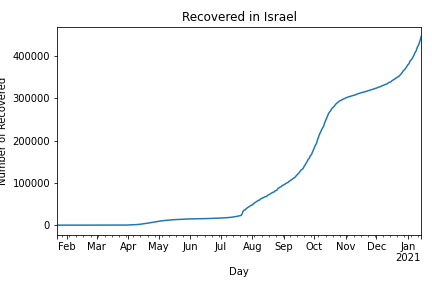 Recovered in Israel
Number of Recovered
400000
300000
200000
100000
0
Feb Mar Apr May Jun Jul Aug Sep Oct Nov Dec Jan
2021
Day